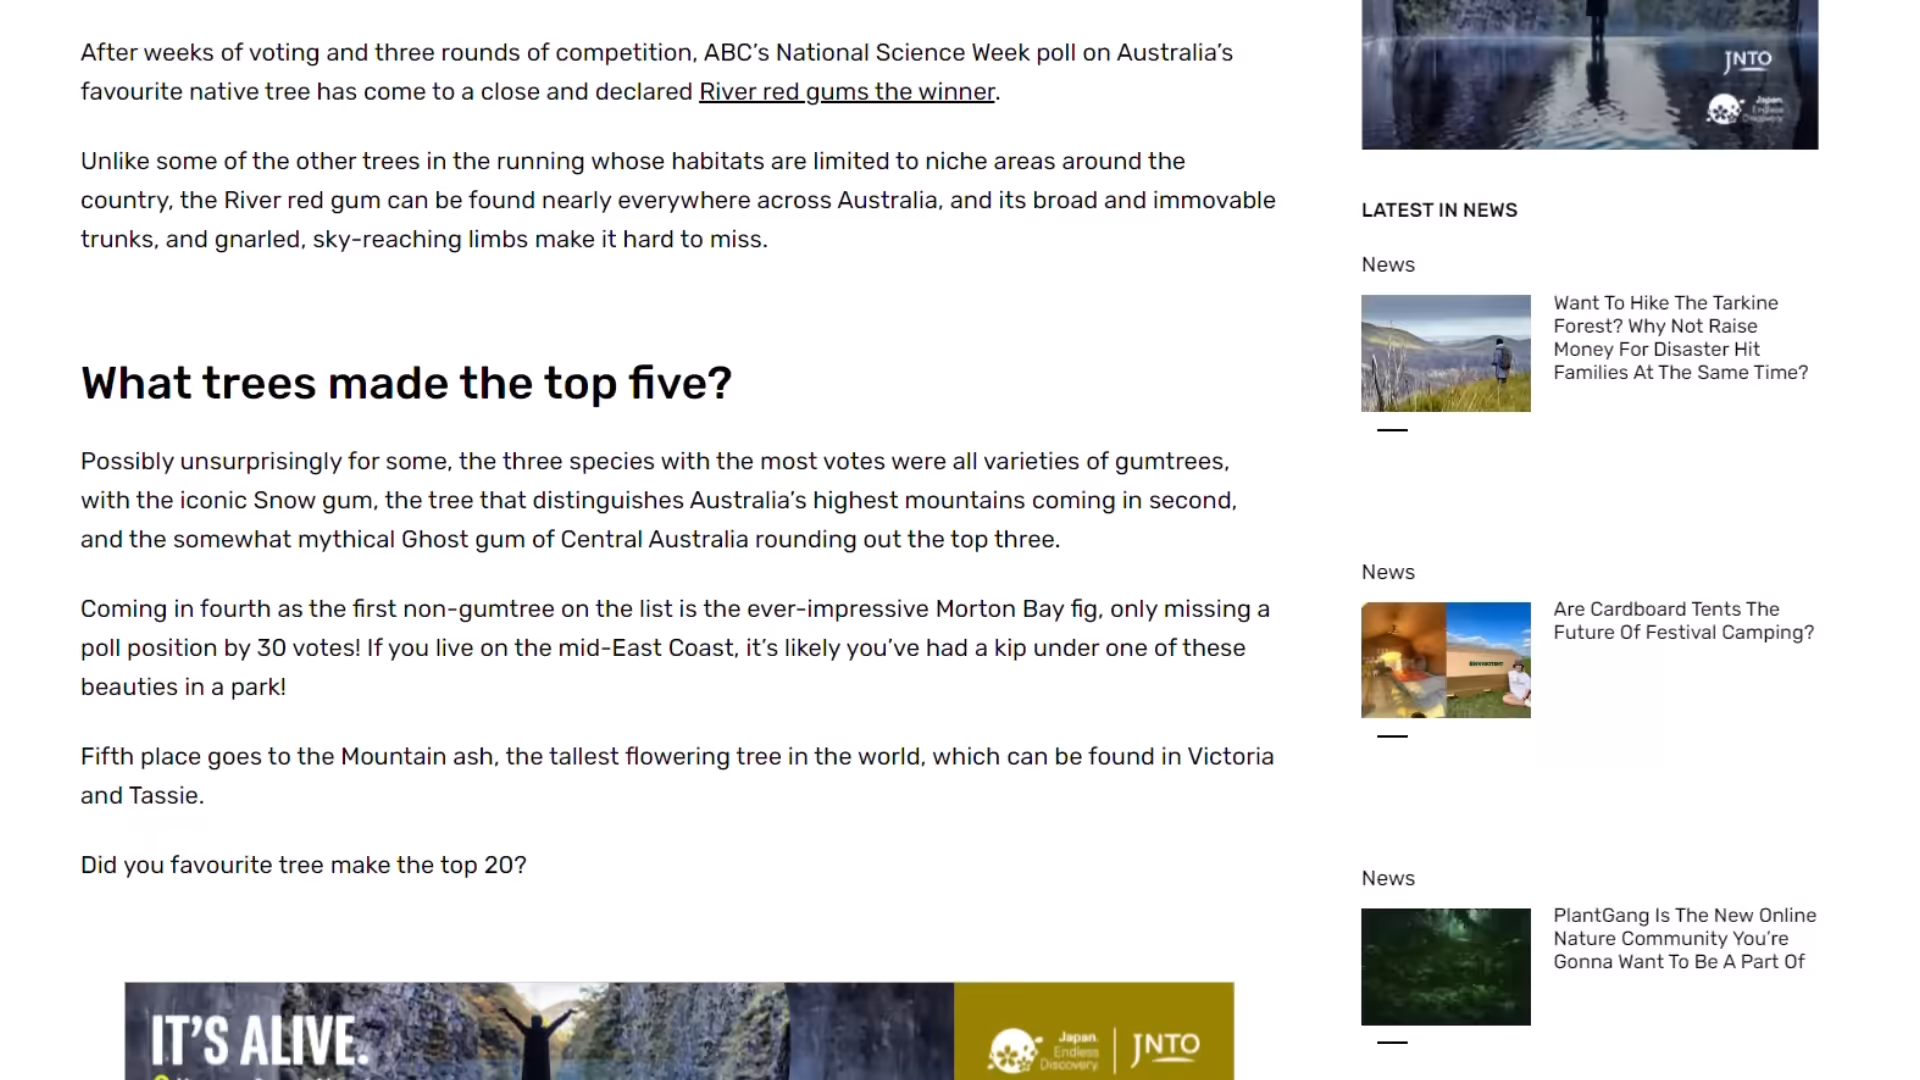 After weeks of voting and three rounds of competition, ABC’s National Science Week poll on Australia’s
favourite native tree has come to a close and declared River red gums the winner.
Unlike some of the other trees in the running whose habitats are limited to niche areas around the
country, the River red gum can be found nearly everywhere across Australia, and its broad and immovable
trunks, and gnarled, sky-reaching limbs make it hard to miss.
What trees made the top five?
Possibly unsurprisingly for some, the three species with the most votes were all varieties of gumtrees,
with the iconic Snow gum, the tree that distinguishes Australia’s highest mountains coming in second,
and the somewhat mythical Ghost gum of Central Australia rounding out the top three.
Coming in fourth as the first non-gumtree on the list is the ever-impressive Morton Bay fig, only missing a
poll position by 30 votes! If you live on the mid-East Coast, it’s likely you’ve had a kip under one of these
beauties in a park!
Fifth place goes to the Mountain ash, the tallest flowering tree in the world, which can be found in Victoria
and Tassie.
Did you favourite tree make the top 20?
IT’S ALIVE.
Japan.
Endless
Discovery.
JNTO
JNTO
Japan.
Endless
Discovery.
LATEST IN NEWS
News
Want To Hike The Tarkine
Forest? Why Not Raise
Money For Disaster Hit
Families At The Same Time?
News
Are Cardboard Tents The
Future Of Festival Camping?
News
PlantGang Is The New Online
Nature Community You’re
Gonna Want To Be A Part Of